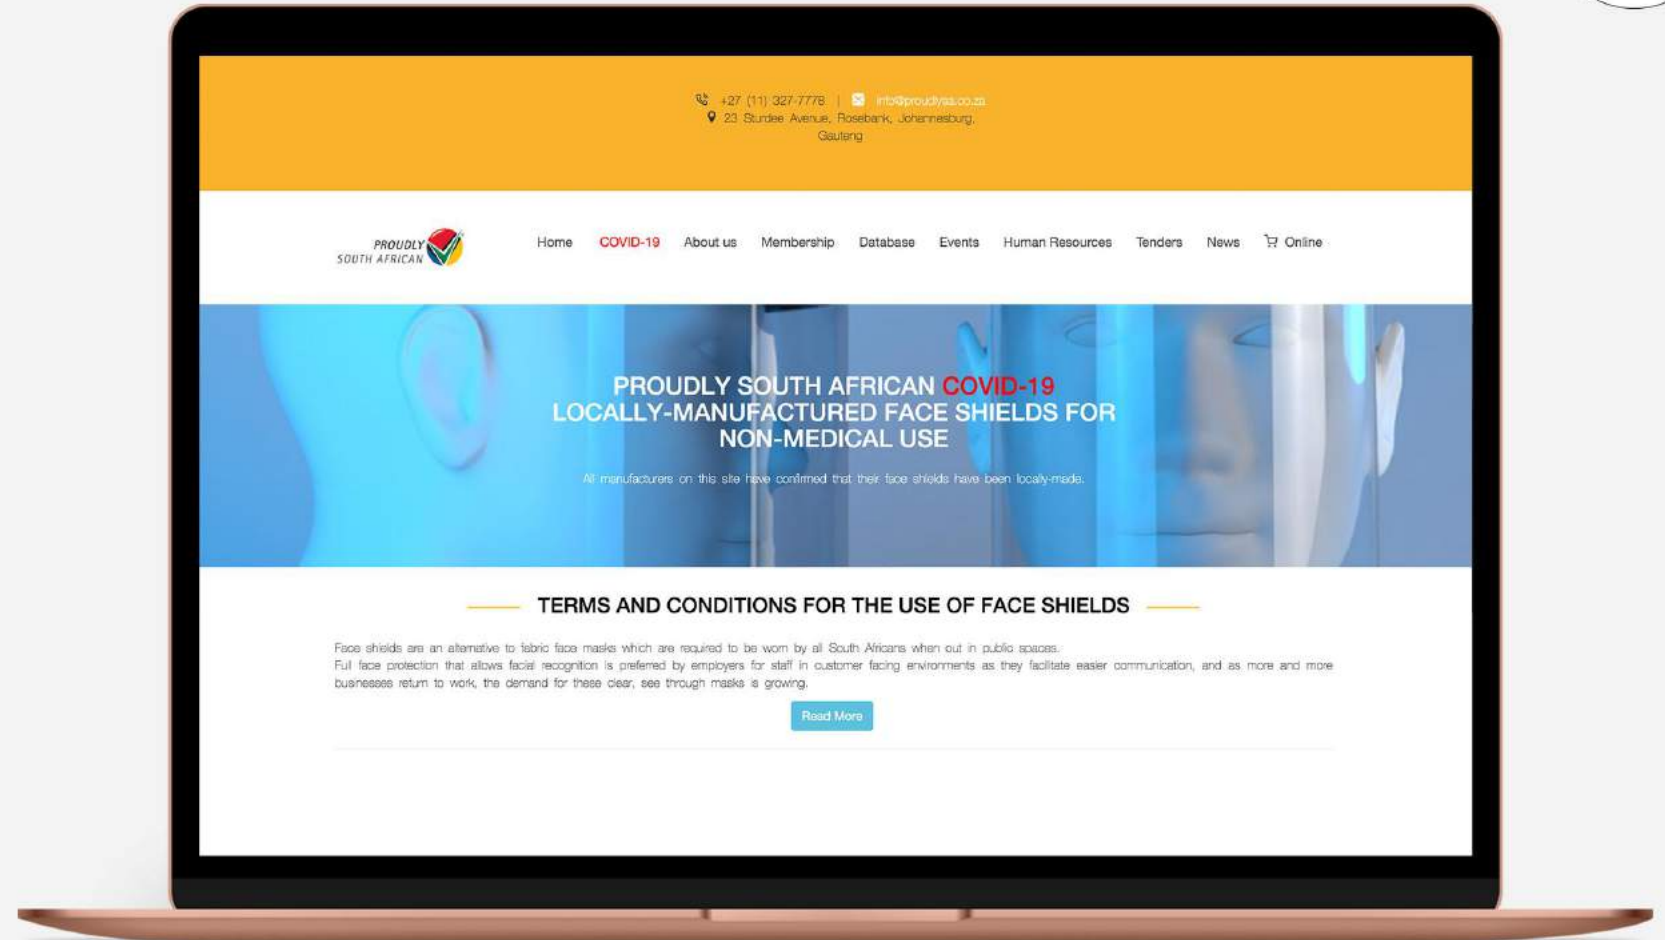 +27 (11) 327-7778 | info@proudlysa.co.za
23 Sturdee Avenue, Rosebank, Johannesburg,
Gauteng
PROUDLY
SOUTH AFRICAN
Home COVID-19 About us Membership Database Events Human Resources Tenders News Online
PROUDLY SOUTH AFRICAN COVID-19
LOCALLY-MANUFACTURED FACE SHIELDS FOR
NON-MEDICAL USE
All manufacturers on this site have confirmed that their face shields have been locally-made.
TERMS AND CONDITIONS FOR THE USE OF FACE SHIELDS
Face shields are an alternative to fabric face masks which are required to be worn by all South Africans when out in public spaces.
Full face protection that allows facial recognition is preferred by employers for staff in customer facing environments as they facilitate easier communication, and as more and more
businesses return to work, the demand for these clear, see through masks is growing.
Read More